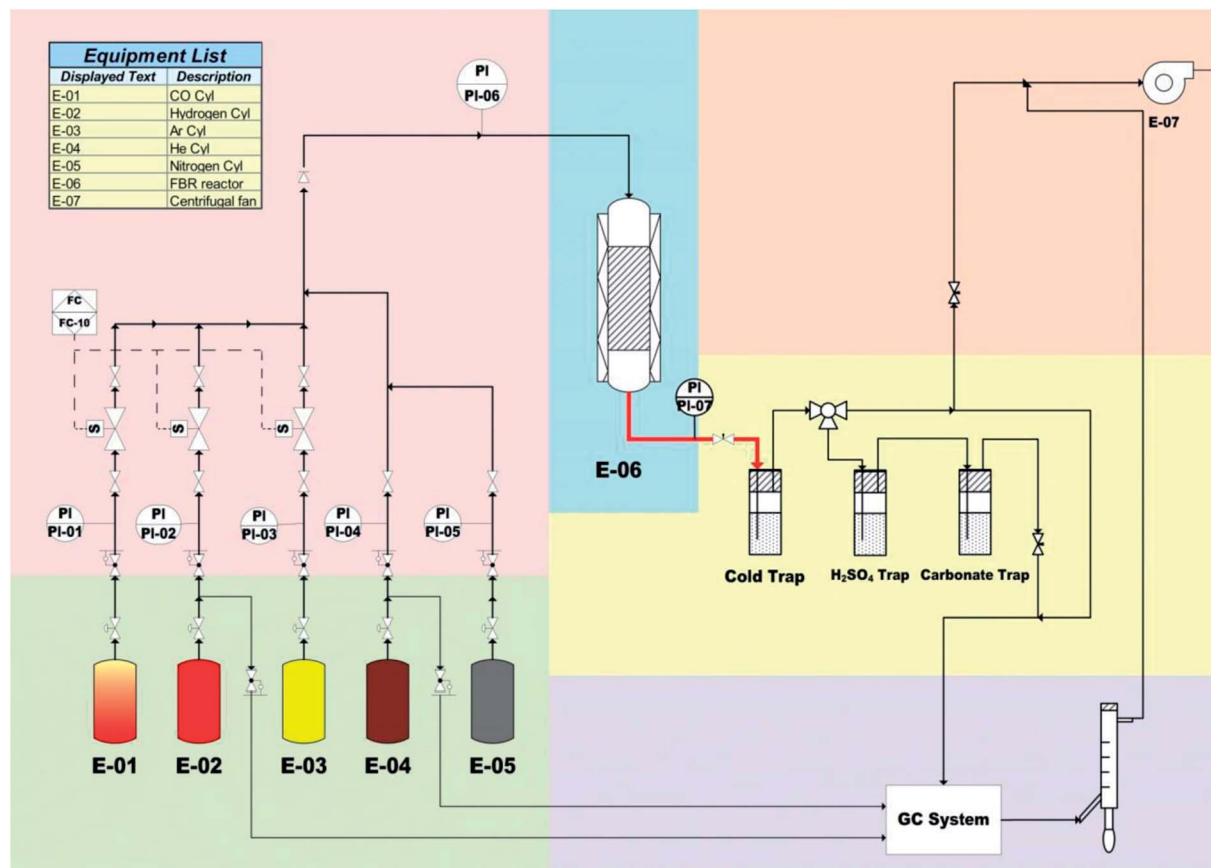 Equipment List
Displayed Text Description
E-01 CO Cyl
E-02 Hydrogen Cyl
E-03 Ar Cyl
E-04 He Cyl
E-05 Nitrogen Cyl
E-06 FBR reactor
E-07 Centrifugal fan
PI
PI-06
E-07
FC
FC-10
S
S
S
PI
PI-01
PI
PI-02
PI
PI-03
PI
PI-04
PI
PI-05
PI
PI-07
E-06
Cold Trap
H₂SO₄ Trap
Carbonate Trap
E-01
E-02
E-03
E-04
E-05
GC System